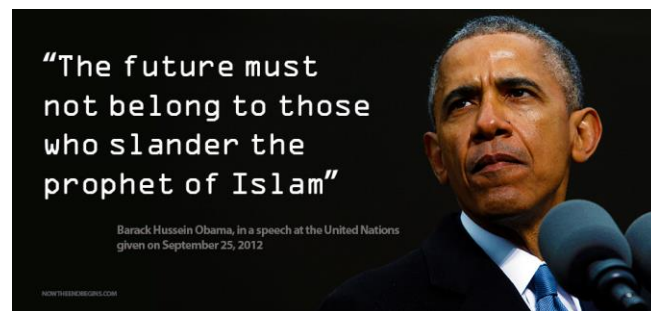 “The future must
not belong to those
who slander the
prophet of Islam”
Barack Hussein Obama, in a speech at the United Nations
given on September 25, 2012
NOWTHEENDBEGINS.COM